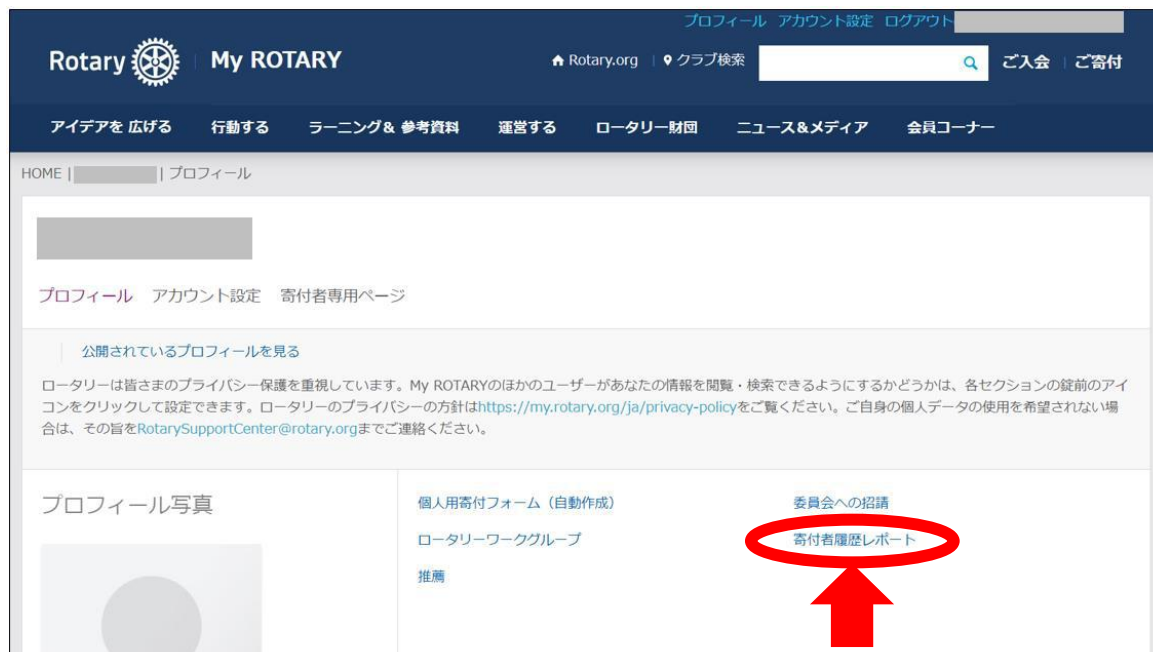 プロフィール アカウント設定 ログアウト
Rotary | My ROTARY
Rotary.org | クラブ検索
ご入会 | ご寄付
アイデアを 広げる 行動する ラーニング& 参考資料 運営する ロータリー財団 ニュース&メディア 会員コーナー
HOME | | プロフィール
プロフィール アカウント設定 寄付者専用ページ
公開されているプロフィールを見る
ロータリーは皆さまのプライバシー保護を重視しています。My ROTARYのほかのユーザーがあなたの情報を閲覧・検索できるようにするかどうかは、各セクションの錠前のアイ
コンをクリックして設定できます。ロータリーのプライバシーの方針はhttps://my.rotary.org/ja/privacy-policyをご覧ください。ご自身の個人データの使用を希望されない場
合は、その旨をRotarySupportCenter@rotary.orgまでご連絡ください。
プロフィール写真
個人用寄付フォーム（自動作成）
委員会への招請
ロータリーワークグループ
寄付者履歴レポート
推薦